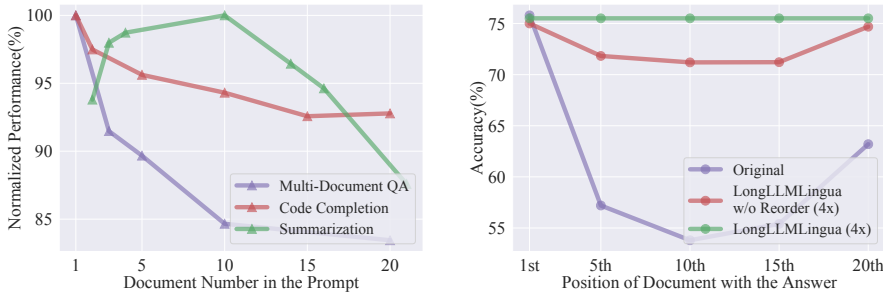 Normalized Performance(%)
100
95
90
85
1
5
10
15
20
Document Number in the Prompt
Multi-Document QA
Code Completion
Summarization
Accuracy(%)
75
70
65
60
55
1st
5th
10th
15th
20th
Position of Document with the Answer
Original
LongLLMLingua
w/o Reorder (4x)
LongLLMLingua (4x)